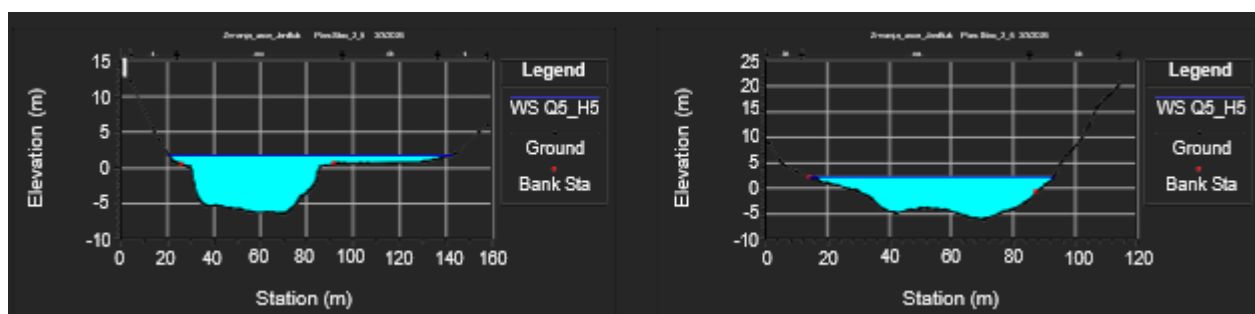 15
10
5
0
-5
-10
Elevation (m)
0 20 40 60 80 100 120 140 160
Station (m)
Legend
WS Q5_H5
Ground
Bank Sta
25
20
15
10
5
0
-5
-10
Elevation (m)
0 20 40 60 80 100 120
Station (m)
Legend
WS Q5_H5
Ground
Bank Sta